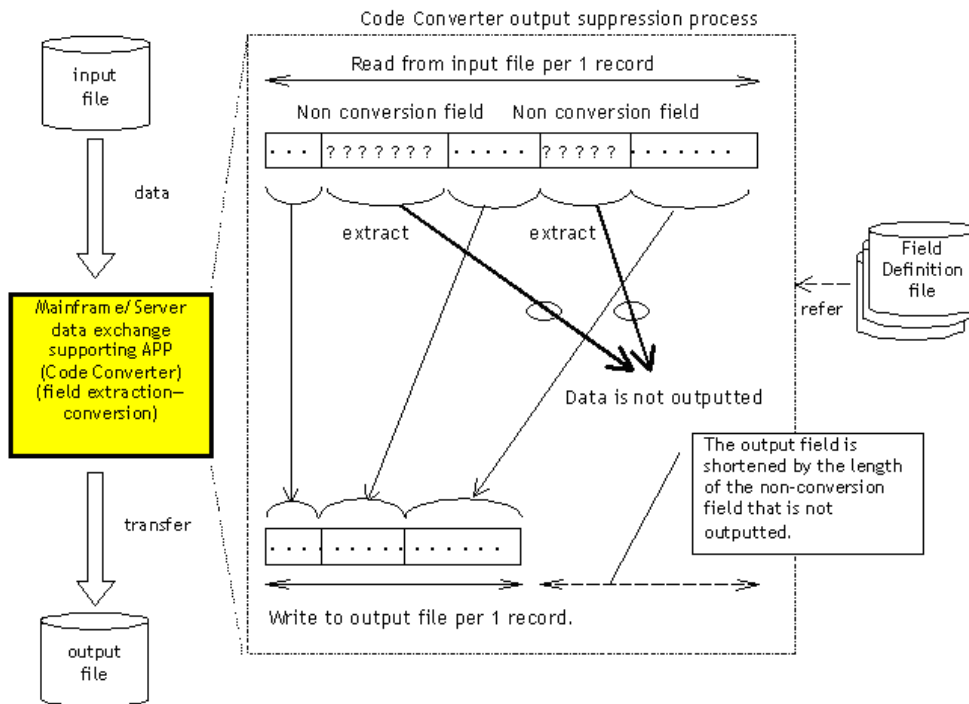 Code Converter output suppression process
input
file
Read from input file per 1 record
Non conversion field Non conversion field
. . . ? ? ? ? ? ? ? . . . . . ? ? ? ? ? . . . . . . .
data
extract extract
Field
Definition
file
refer
Mainframe/ Server
data exchange
supporting APP
(Code Converter)
(field extraction–
conversion)
Data is not outputted
The output field is
shortened by the length
of the non-conversion
field that is not
outputted.
transfer
. . . . . . . . . . . . . . .
Write to output file per 1 record.
output
file